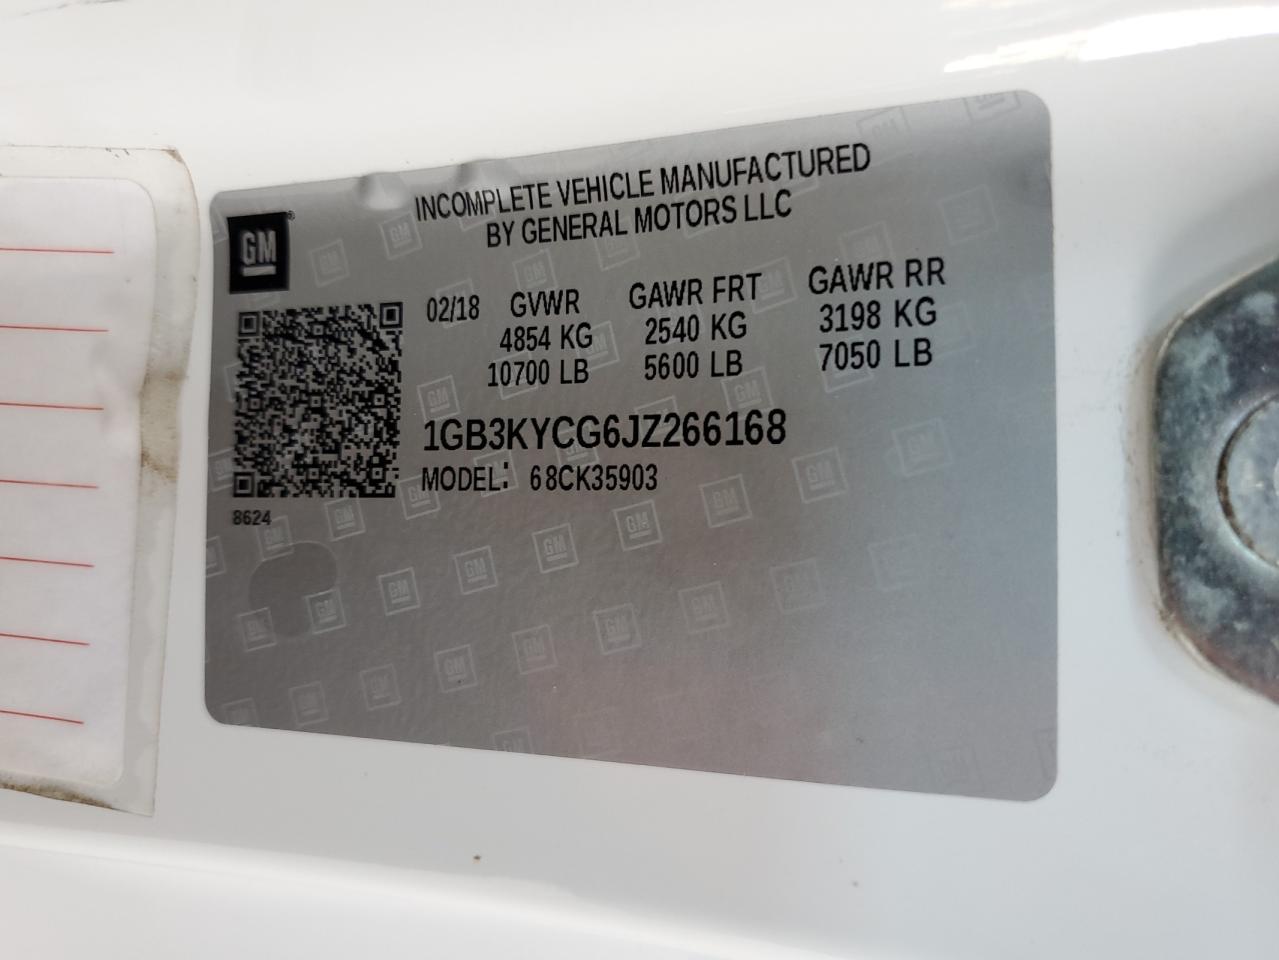 INCOMPLETE VEHICLE MANUFACTURED
BY GENERAL MOTORS LLC
GM
02/18 GVWR GAWR FRT GAWR RR
4854 KG 2540 KG 3198 KG
10700 LB 5600 LB 7050 LB
1GB3KYCG6JZ266168
MODEL: 68CK35903
8624